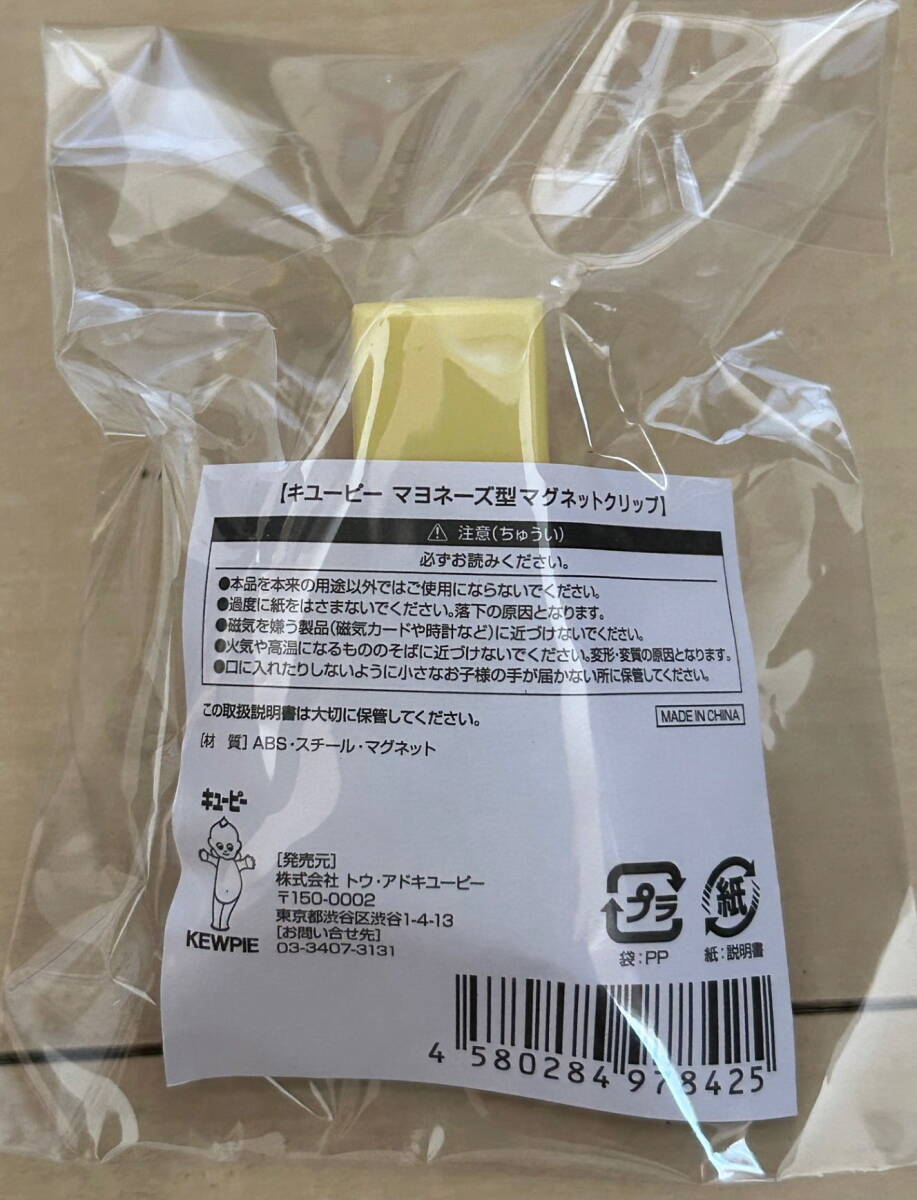 【キユーピー マヨネーズ型マグネットクリップ】
⚠ 注意(ちゅうい)
必ずお読みください。
●本品を本来の用途以外ではご使用にならないでください。
●過度に紙をはさまないでください。落下の原因となります。
●磁気を嫌う製品(磁気カードや時計など)に近づけないでください。
●火気や高温になるもののそばに近づけないでください。変形・変質の原因となります。
●口に入れたりしないように小さなお子様の手が届かない所に保管してください。
この取扱説明書は大切に保管してください。
MADE IN CHINA
[材 質] ABS・スチール・マグネット
キユーピー
KEWPIE
[発売元]
株式会社 トウ・アドキユーピー
〒150-0002
東京都渋谷区渋谷1-4-13
[お問い合せ先]
03-3407-3131
プラ
袋:PP
紙
紙:説明書
4 580284 978425